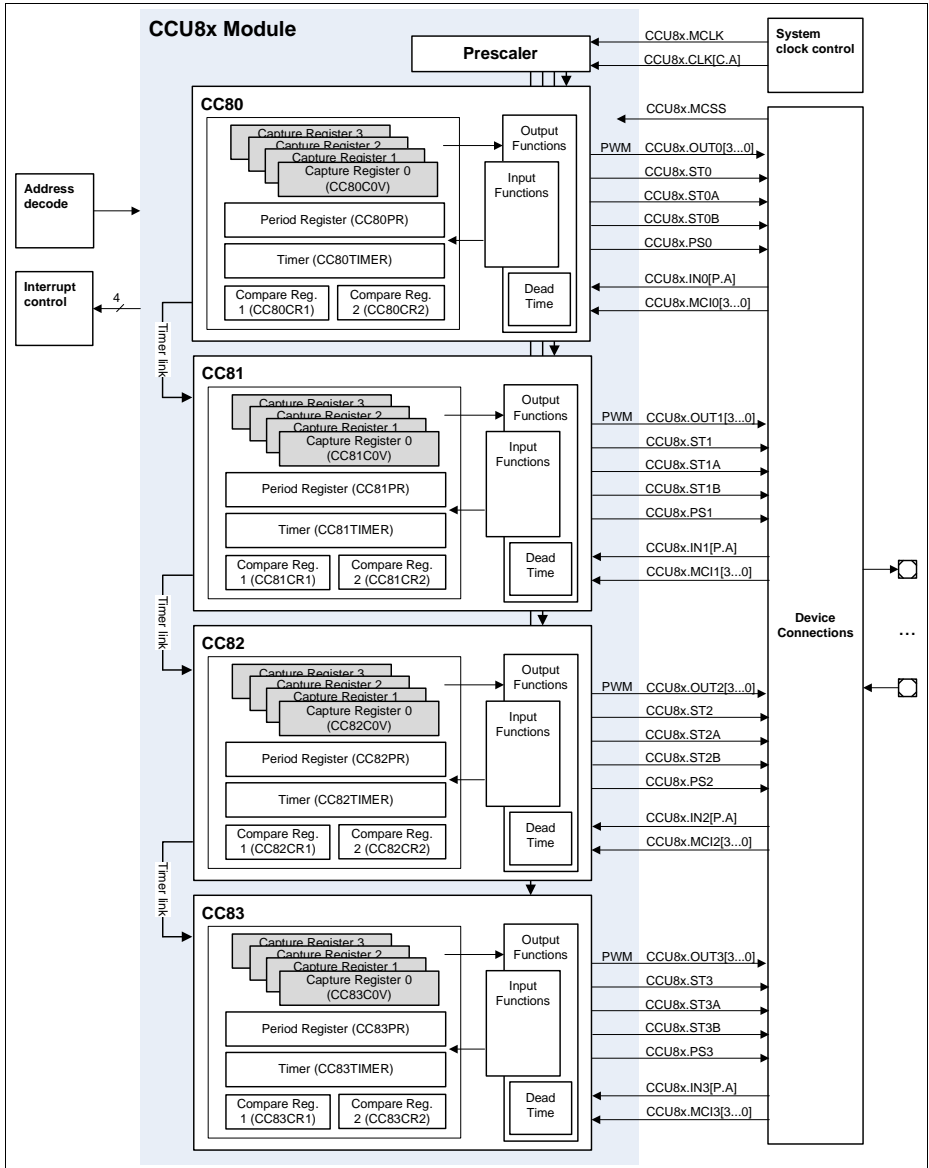 CCU8x Module
Prescaler
CCU8x.MCLK
CCU8x.CLK[C.A]
System
clock control
CCU8x.MCSS
Address
decode
Interrupt
control
4
CC80
Capture Register 3
Capture Register 2
Capture Register 1
Capture Register 0
(CC80C0V)
Period Register (CC80PR)
Timer (CC80TIMER)
Compare Reg.
1 (CC80CR1)
Compare Reg.
2 (CC80CR2)
Output
Functions
Input
Functions
Dead
Time
PWM
CCU8x.OUT0[3...0]
CCU8x.ST0
CCU8x.ST0A
CCU8x.ST0B
CCU8x.PS0
CCU8x.IN0[P.A]
CCU8x.MCI0[3...0]
Timer link
CC81
Capture Register 3
Capture Register 2
Capture Register 1
Capture Register 0
(CC81C0V)
Period Register (CC81PR)
Timer (CC81TIMER)
Compare Reg.
1 (CC81CR1)
Compare Reg.
2 (CC81CR2)
Output
Functions
Input
Functions
Dead
Time
PWM
CCU8x.OUT1[3...0]
CCU8x.ST1
CCU8x.ST1A
CCU8x.ST1B
CCU8x.PS1
CCU8x.IN1[P.A]
CCU8x.MCI1[3...0]
Timer link
Device
Connections
...
CC82
Capture Register 3
Capture Register 2
Capture Register 1
Capture Register 0
(CC82C0V)
Period Register (CC82PR)
Timer (CC82TIMER)
Compare Reg.
1 (CC82CR1)
Compare Reg.
2 (CC82CR2)
Output
Functions
Input
Functions
Dead
Time
PWM
CCU8x.OUT2[3...0]
CCU8x.ST2
CCU8x.ST2A
CCU8x.ST2B
CCU8x.PS2
CCU8x.IN2[P.A]
CCU8x.MCI2[3...0]
Timer link
CC83
Capture Register 3
Capture Register 2
Capture Register 1
Capture Register 0
(CC83C0V)
Period Register (CC83PR)
Timer (CC83TIMER)
Compare Reg.
1 (CC83CR1)
Compare Reg.
2 (CC83CR2)
Output
Functions
Input
Functions
Dead
Time
PWM
CCU8x.OUT3[3...0]
CCU8x.ST3
CCU8x.ST3A
CCU8x.ST3B
CCU8x.PS3
CCU8x.IN3[P.A]
CCU8x.MCI3[3...0]